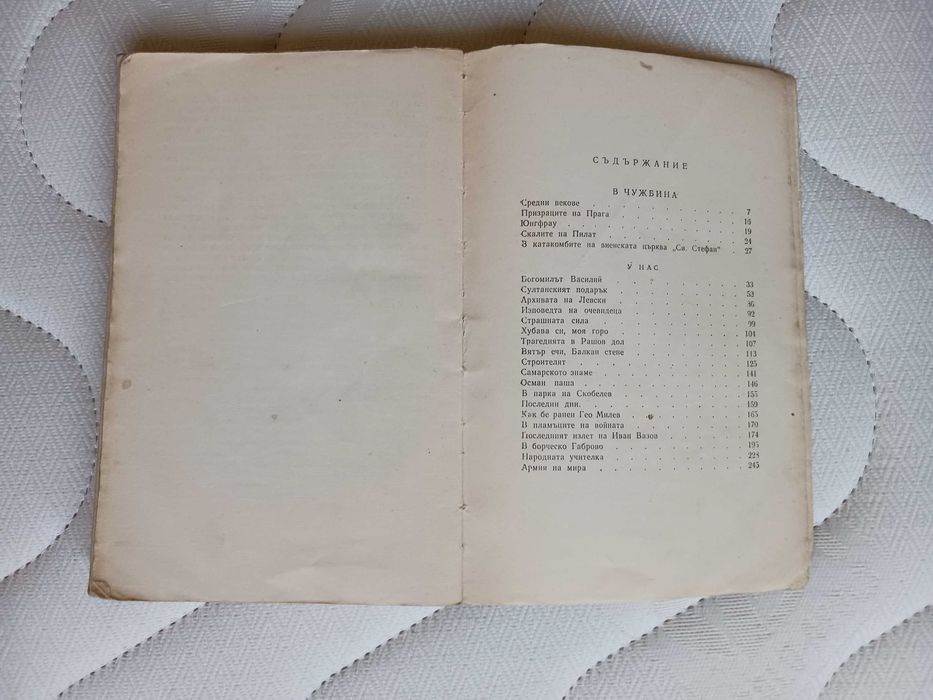 СЪДЪРЖАНИЕ
В ЧУЖБИНА
Средни векове . . . . . . . . . . 7
Призраците на Прага . . . . . . . . 16
Юнгфрау . . . . . . . . . . . 19
Скалите на Пилат . . . . . . . . . 24
В катакомбите на виенската църква „Св. Стефан“ . 27
У НАС
Богомилът Василий . . . . . . . . 33
Султанският подарък . . . . . . . . 53
Архивата на Левски . . . . . . . . 86
Изповедта на очевидеца . . . . . . . 92
Страшната сила . . . . . . . . . 99
Хубава си, моя горо . . . . . . . . 101
Трагедията в Рашов дол . . . . . . . 107
Вятър ечи, Балкан стене . . . . . . . 113
Строителят . . . . . . . . . . 125
Самарското знаме . . . . . . . . . 141
Осман паша . . . . . . . . . . 146
В парка на Скобелев . . . . . . . . 155
Последни дни. . . . . . . . . . 159
Как бе ранен Гео Милев . . . . . . . 165
В пламъците на войната . . . . . . . 170
Последният излет на Иван Вазов . . . . . 174
В борческо Габрово . . . . . . . . 195
Народната учителка . . . . . . . . 228
Армия на мира . . . . . . . . . 245